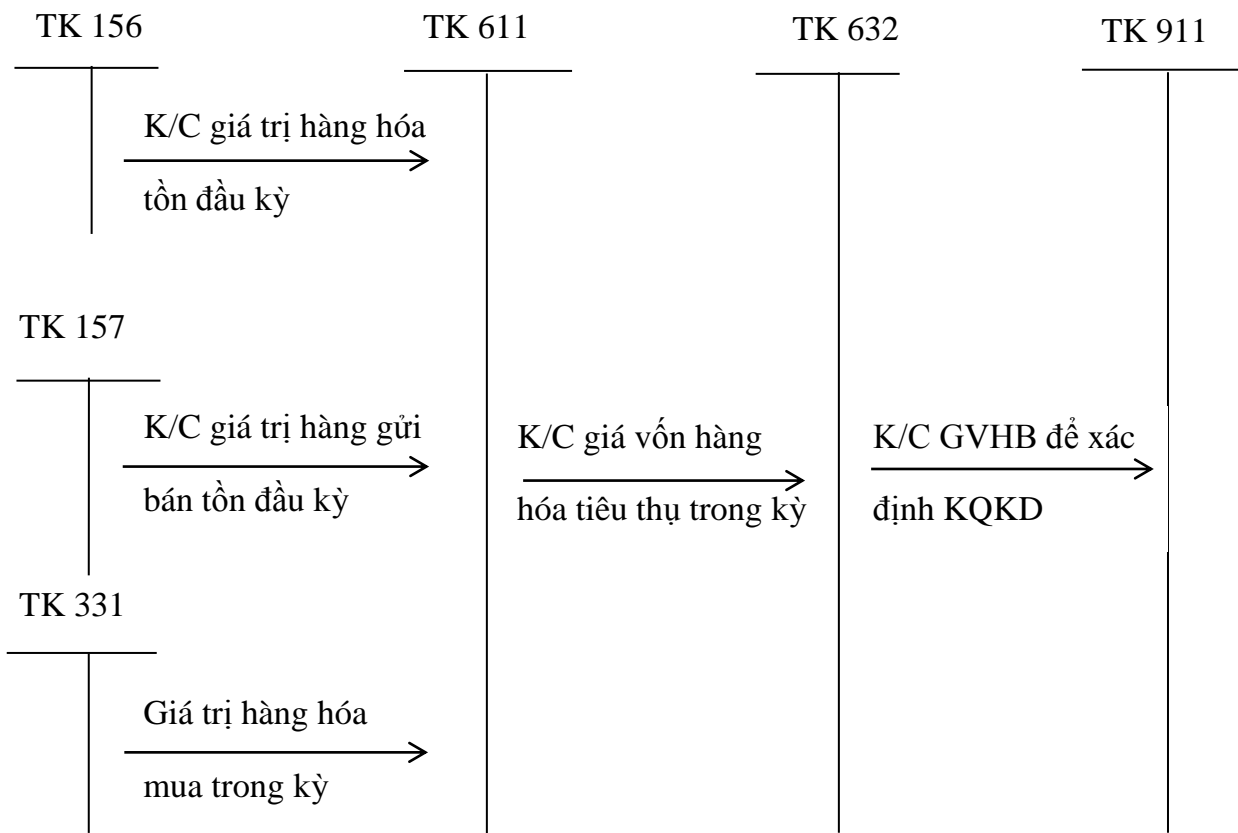 TK 156
TK 611
TK 632
TK 911
K/C giá trị hàng hóa
tồn đầu kỳ
TK 157
K/C giá trị hàng gửi
bán tồn đầu kỳ
K/C giá vốn hàng
hóa tiêu thụ trong kỳ
K/C GVHB để xác
định KQKD
TK 331
Giá trị hàng hóa
mua trong kỳ